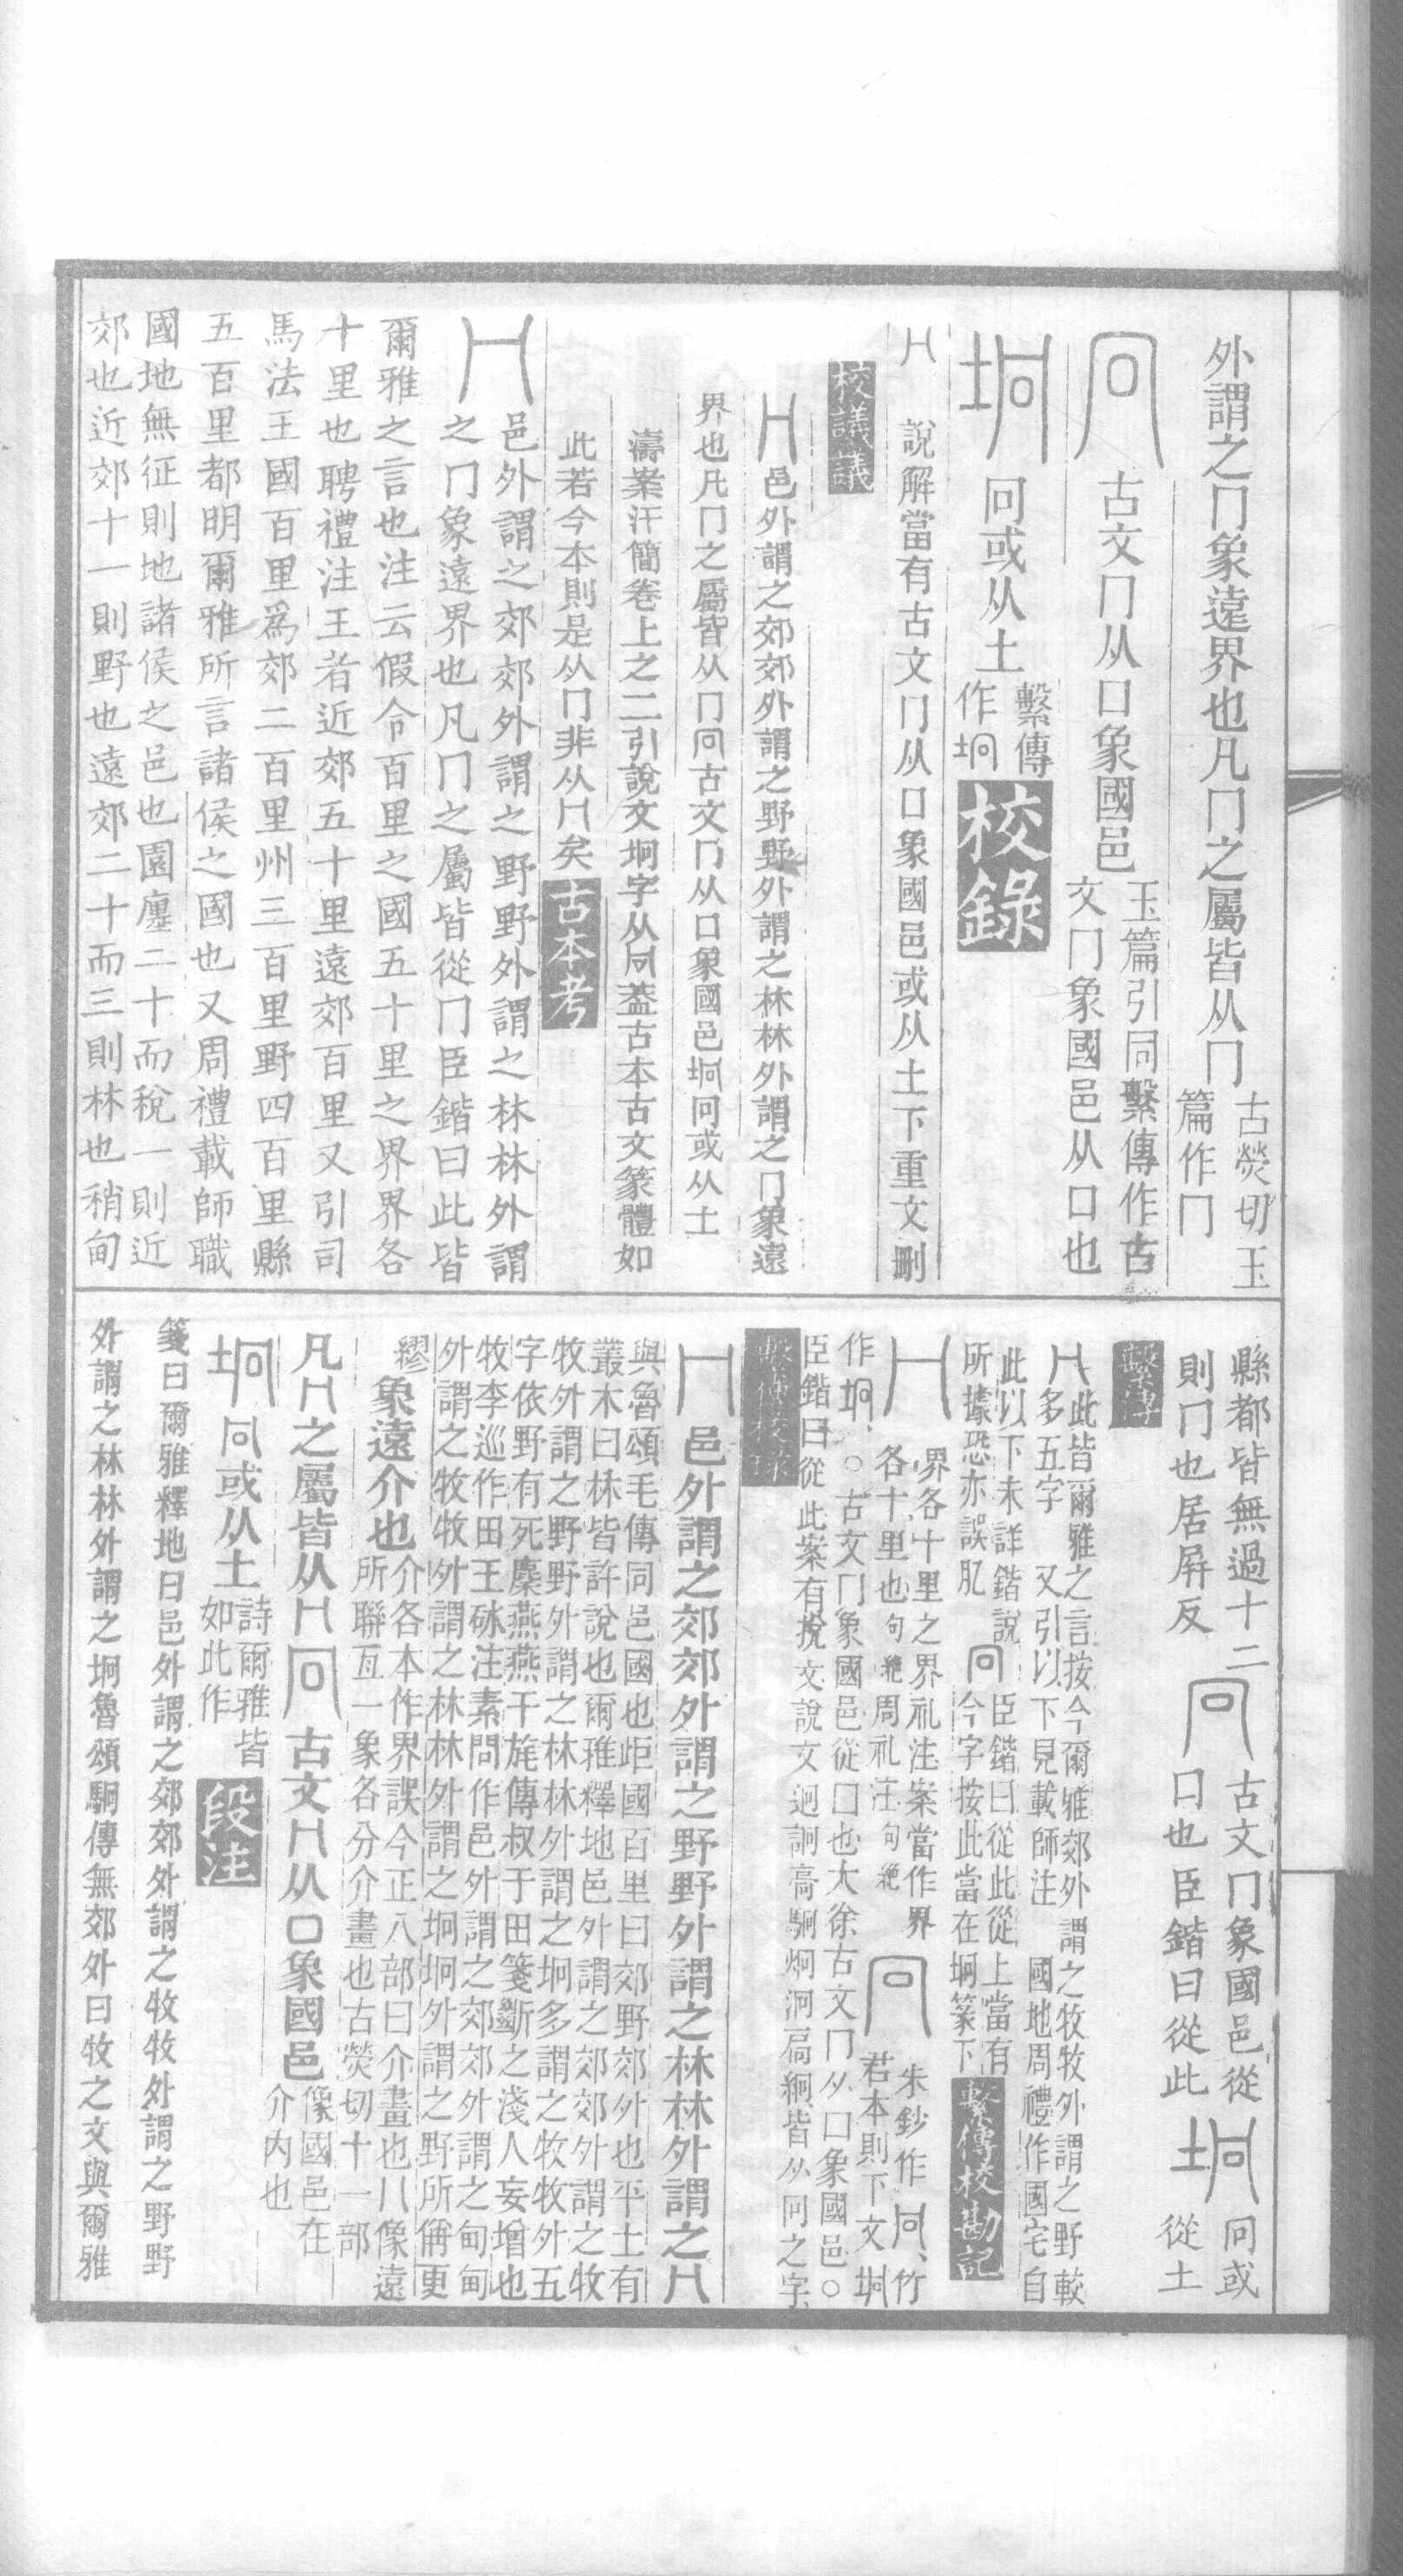 外謂之冂象遠界也凡冂之屬皆从冂古熒切玉篇作冂
冋古文冂从口象國邑玉篇引同繫傳作古文冂象國邑从口也
坰冋或从土繫傳作坰校錄
冂說解當有古文冂从口象國邑或从土下重文刪
校議議
冂邑外謂之郊郊外謂之野野外謂之林林外謂之冂象遠
界也凡冂之屬皆从冂冋古文冂从口象國邑坰冋或从土
濤案汗簡卷上之二引說文坰字从冋葢古本古文篆體如
此若今本則是从冂非从冂矣古本考
冂邑外謂之郊郊外謂之野野外謂之林林外謂
之冂象遠界也凡冂之屬皆從冂臣鍇曰此皆
爾雅之言也注云假令百里之國五十里之界界各
十里也聘禮注王者近郊五十里遠郊百里又引司
馬法王國百里爲郊二百里州三百里野四百里縣
五百里都明爾雅所言諸侯之國也又周禮載師職
國地無征則地諸侯之邑也園廛二十而稅一則近
郊也近郊十一則野也遠郊二十而三則林也稍甸
縣都皆無過十二
則冂也居屏反
冋古文冂象國邑從
口也臣鍇曰從此
坰冋或
從土
繫傳
冂此皆爾雅之言按今爾雅郊外謂之牧牧外謂之野較
多五字 又引以下見載師注 國地周禮作國宅自
此以下未詳鍇說
所據恐亦誤耴
冋臣鍇曰從此從上當有
今字按此當在坰篆下繫傳校勘記
冂界各十里之界礼注案當作界
各十里也句絶周礼注句絶
冋朱鈔作冋、竹
君本則下文坰
作坰、○古文冂象國邑從口也大徐古文冂从口象國邑○
臣鍇曰從此案有挩文說文迥詗高駉炯泂扃絅皆从冋之字、
繫傳校錄
冂邑外謂之郊郊外謂之野野外謂之林林外謂之冂
與魯頌毛傳同邑國也歫國百里曰郊野郊外也平土有
叢木曰林皆許說也爾雅釋地邑外謂之郊郊外謂之牧
牧外謂之野野外謂之林林外謂之坰多謂之牧牧外五
字依野有死麇燕燕干旄傳叔于田箋斷之淺人妄增也
牧李巡作田王砅注素問作邑外謂之郊郊外謂之甸甸
外謂之牧牧外謂之林林外謂之坰坰外謂之野所偁更
繆象遠介也介各本作界誤今正八部曰介畫也冂像遠
所聯亙一象各分介畫也古熒切十一部
凡冂之屬皆从冂冋古文冂从囗象國邑像國邑在
介内也
坰冋或从土詩爾雅皆
如此作段注
箋曰爾雅釋地曰邑外謂之郊郊外謂之牧牧外謂之野野
外謂之林林外謂之坰魯頌駉傳無郊外曰牧之文與爾雅